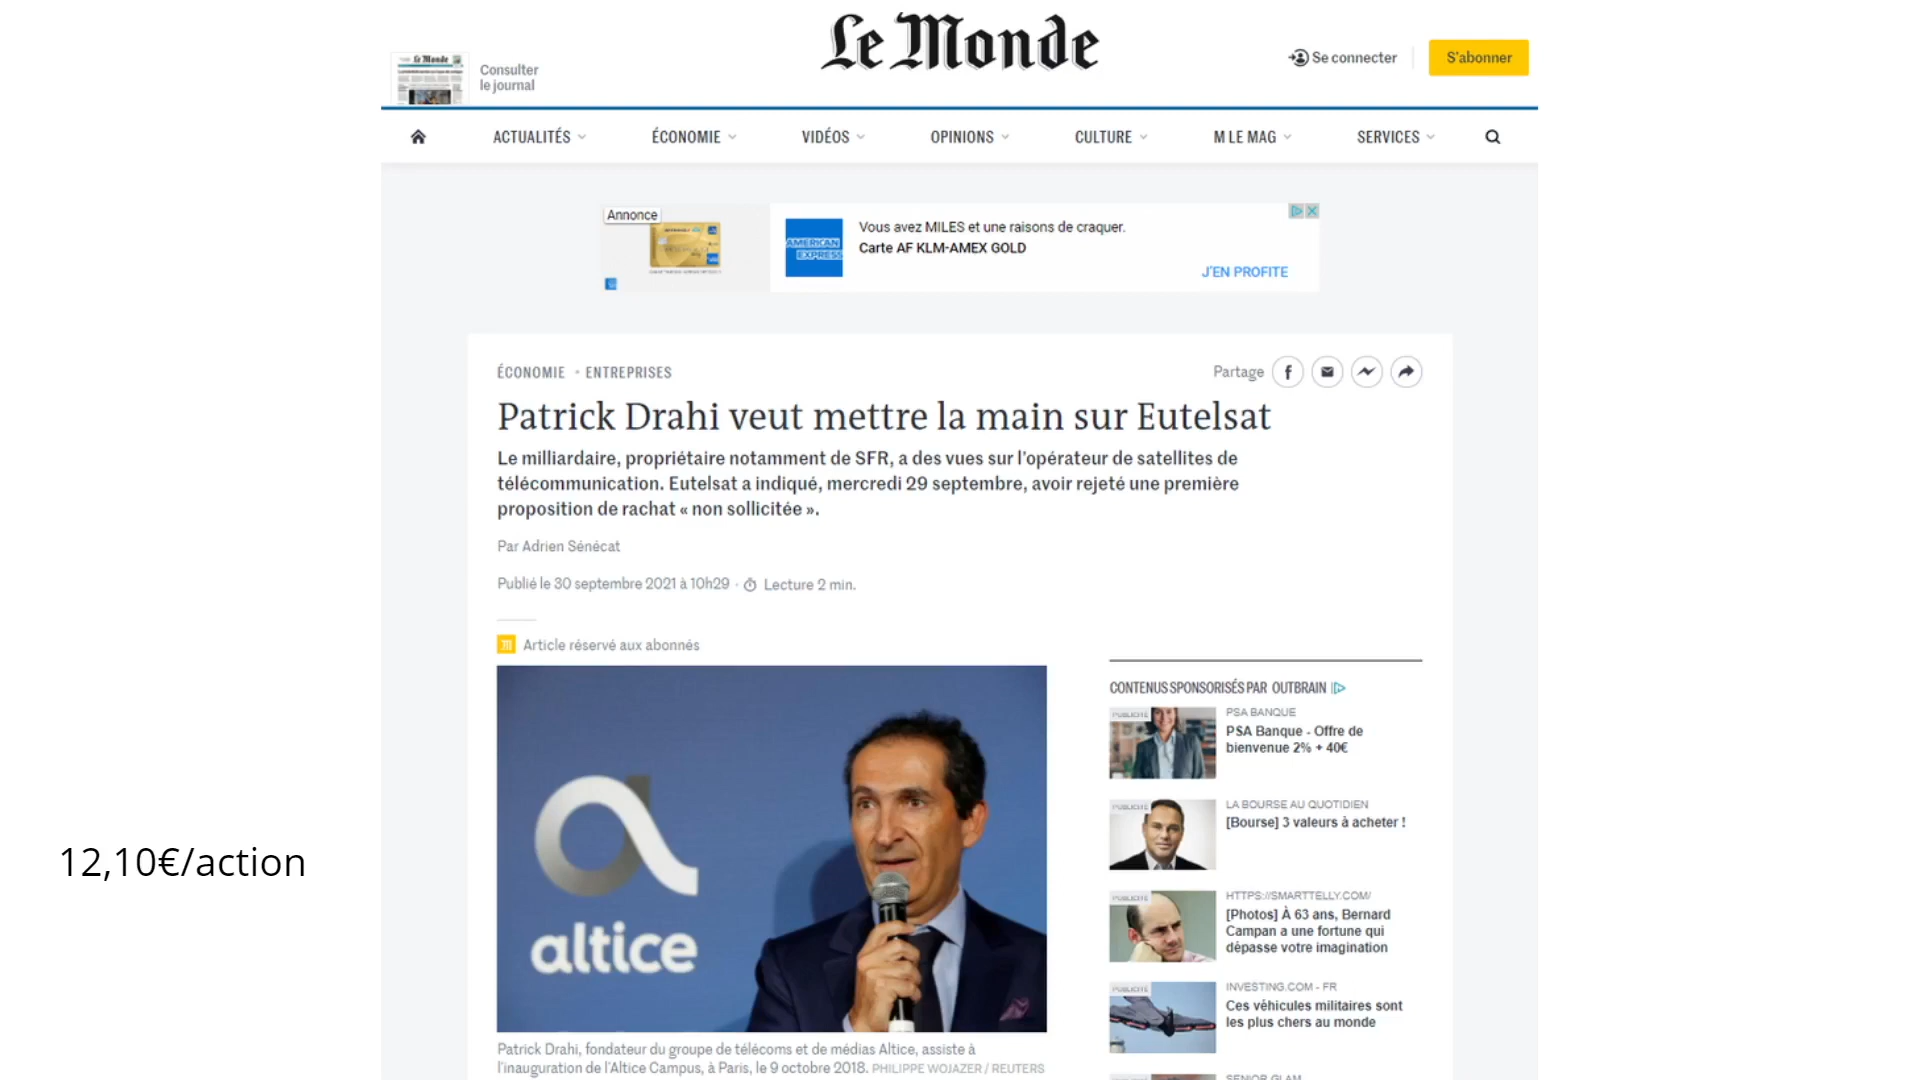 Le Monde
Le Monde
Consulter
le journal
Se connecter
S'abonner
ACTUALITÉS
ÉCONOMIE
VIDÉOS
OPINIONS
CULTURE
M LE MAG
SERVICES
Annonce
AMERICAN
EXPRESS
Vous avez MILES et une raisons de craquer.
Carte AF KLM-AMEX GOLD
J'EN PROFITE
ÉCONOMIE • ENTREPRISES
Partage
Patrick Drahi veut mettre la main sur Eutelsat
Le milliardaire, propriétaire notamment de SFR, a des vues sur l'opérateur de satellites de
télécommunication. Eutelsat a indiqué, mercredi 29 septembre, avoir rejeté une première
proposition de rachat « non sollicitée ».
Par Adrien Sénécat
Publié le 30 septembre 2021 à 10h29 · Lecture 2 min.
Article réservé aux abonnés
altice
Patrick Drahi, fondateur du groupe de télécoms et de médias Altice, assiste à
l'inauguration de l'Altice Campus, à Paris, le 9 octobre 2018. PHILIPPE WOJAZER / REUTERS
CONTENUS SPONSORISÉS PAR OUTBRAIN
PUBLICITÉ
PSA BANQUE
PSA Banque - Offre de
bienvenue 2% + 40€
PUBLICITÉ
LA BOURSE AU QUOTIDIEN
[Bourse] 3 valeurs à acheter !
PUBLICITÉ
HTTPS://SMARTTELLY.COM/
[Photos] À 63 ans, Bernard
Campan a une fortune qui
dépasse votre imagination
PUBLICITÉ
INVESTING.COM - FR
Ces véhicules militaires sont
les plus chers au monde
SENIOR GLAM
12,10€/action